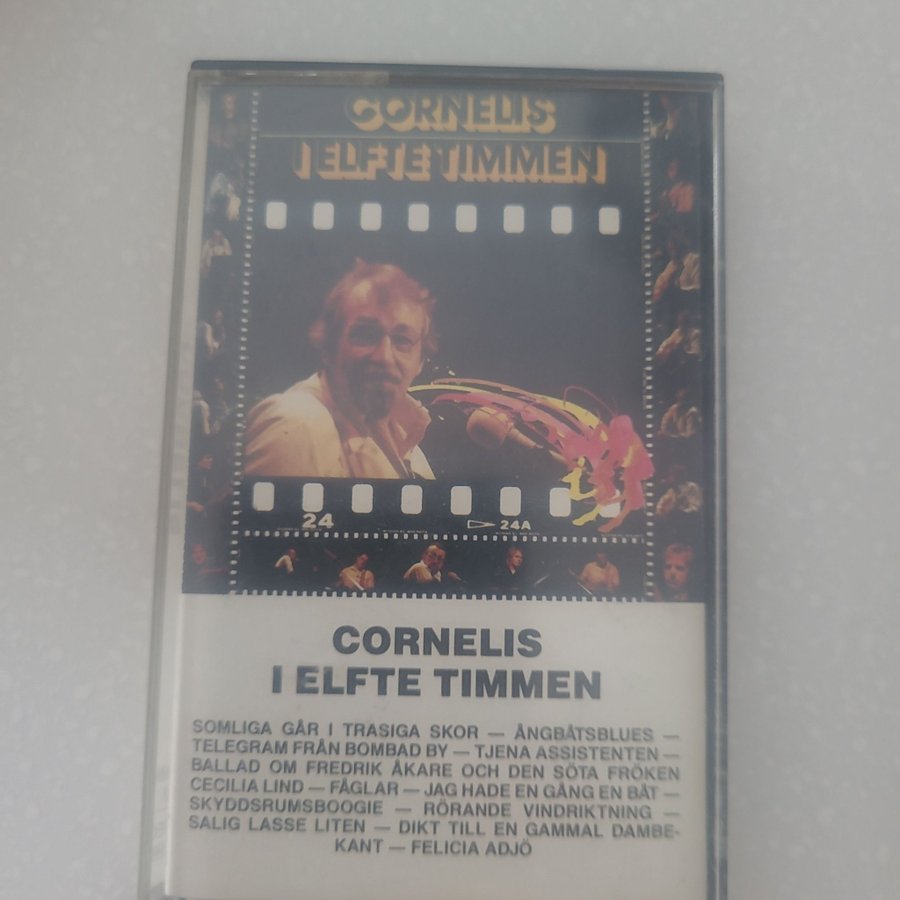 CORNELIS
I ELFTE TIMMEN
24
24A
CORNELIS
I ELFTE TIMMEN
SOMLIGA GÅR I TRASIGA SKOR — ÅNGBÅTSBLUES —
TELEGRAM FRÅN BOMBAD BY — TJENA ASSISTENTEN —
BALLAD OM FREDRIK ÅKARE OCH DEN SÖTA FRÖKEN
CECILIA LIND — FÅGLAR — JAG HADE EN GÅNG EN BÅT —
SKYDDSRUMSBOOGIE — RÖRANDE VINDRIKTNING —
SALIG LASSE LITEN — DIKT TILL EN GAMMAL DAMBE-
KANT — FELICIA ADJÖ